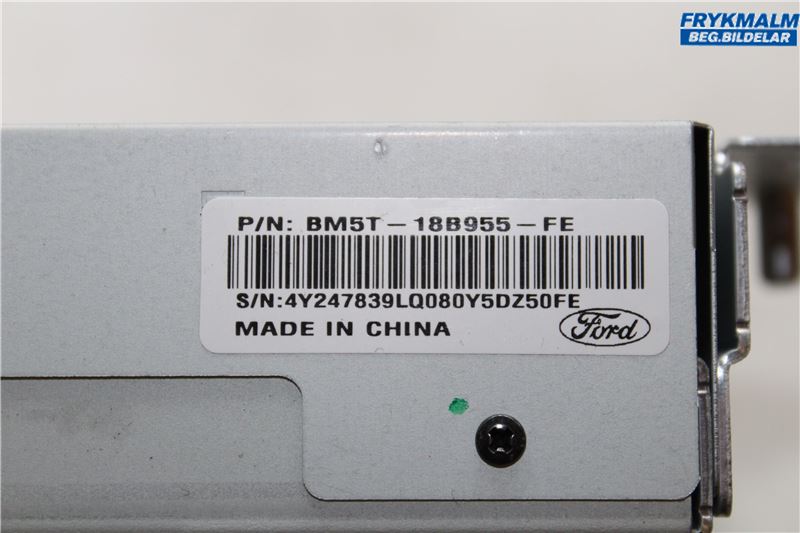 FRYKMALM
BEG.BILDELAR
P/N: BM5T-18B955-FE
S/N:4Y247839LQ080Y5DZ50FE
MADE IN CHINA
Ford